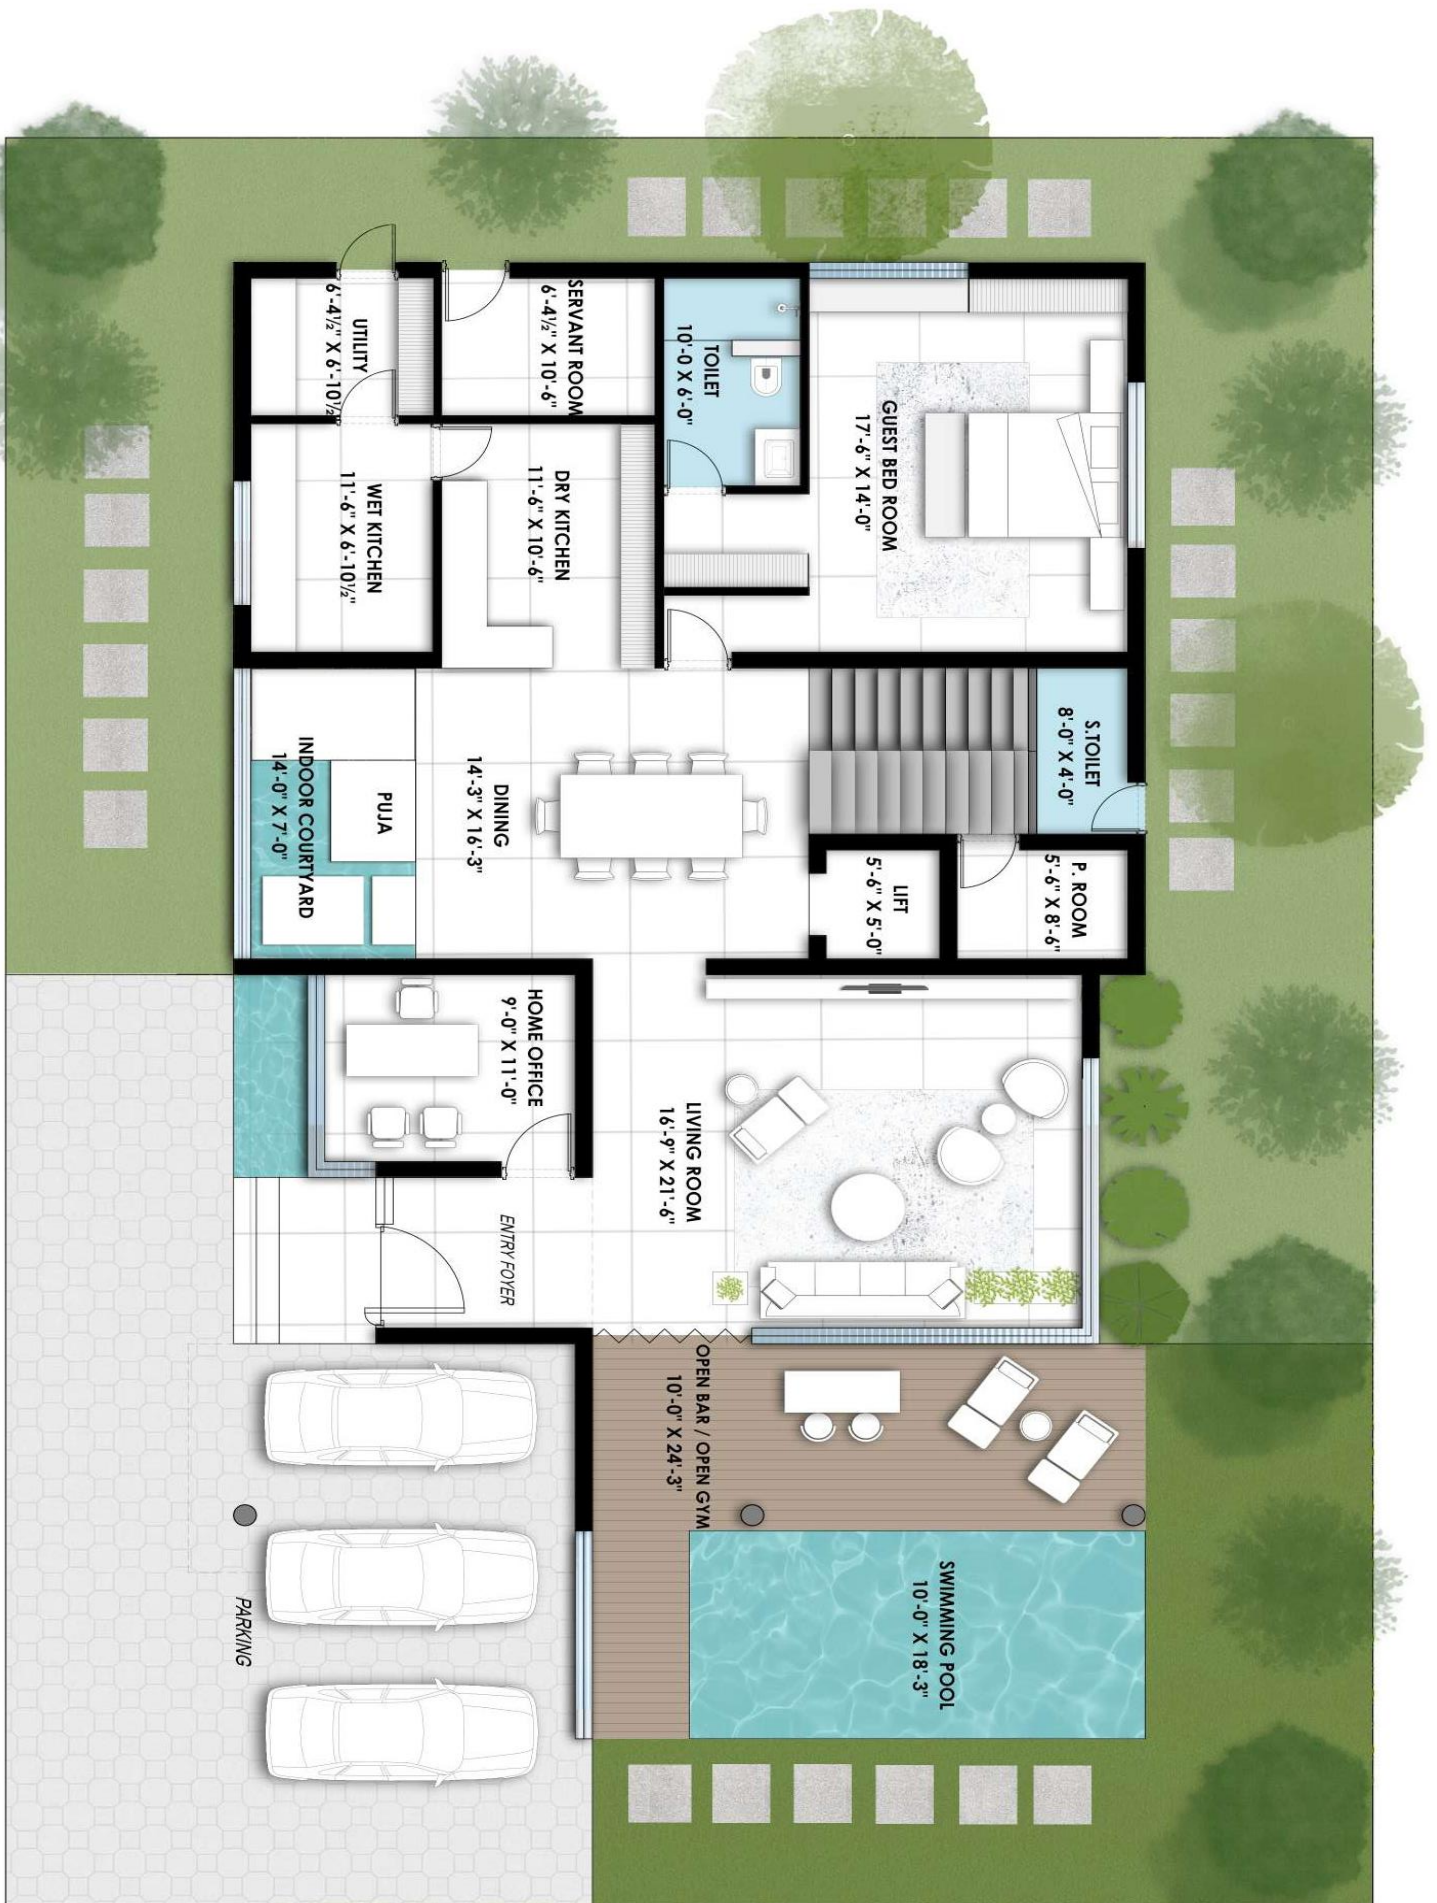 UTILITY
6'-4½" X 6'-10½"
SERVANT ROOM
6'-4½" X 10'-6"
TOILET
10'-0 X 6'-0"
GUEST BED ROOM
17'-6" X 14'-0"
WET KITCHEN
11'-6" X 6'-10½"
DRY KITCHEN
11'-6" X 10'-6"
S.TOILET
8'-0" X 4'-0"
INDOOR COURTYARD
14'-0" X 7'-0"
PUJA
DINING
14'-3" X 16'-3"
LIFT
5'-6" X 5'-0"
P. ROOM
5'-6" X 8'-6"
HOME OFFICE
9'-0" X 11'-0"
LIVING ROOM
16'-9" X 21'-6"
ENTRY FOYER
OPEN BAR / OPEN GYM
10'-0" X 24'-3"
SWIMMING POOL
10'-0" X 18'-3"
PARKING